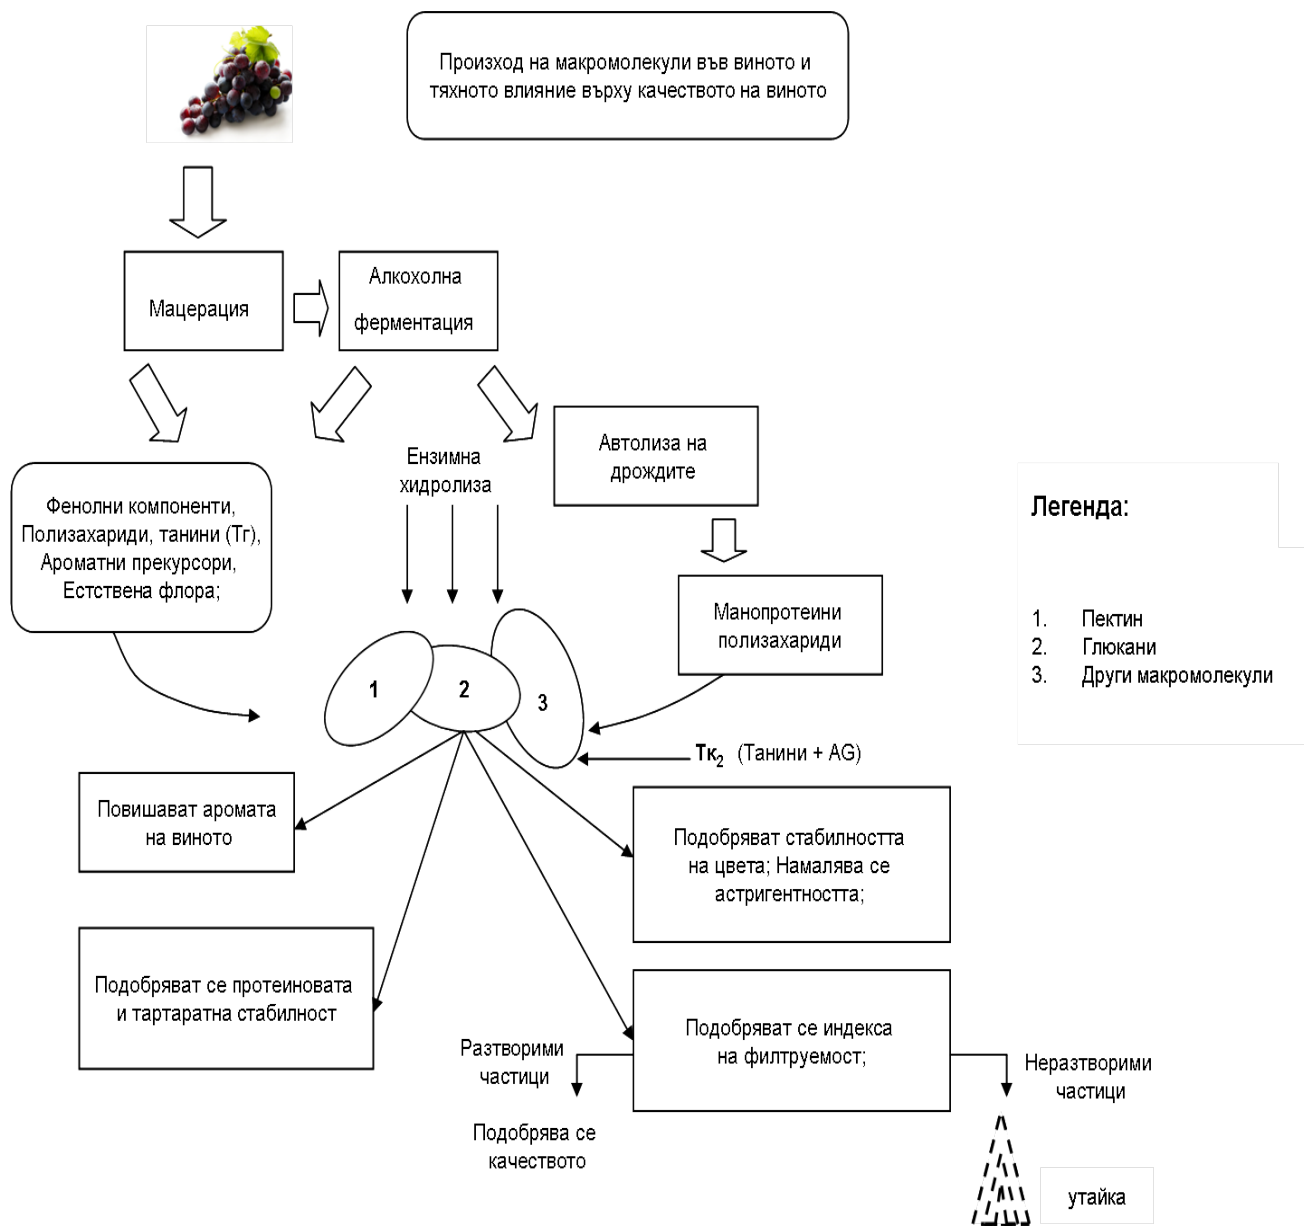 Произход на макромолекули във виното и
тяхното влияние върху качеството на виното
Мацерация
Алкохолна
ферментация
Автолиза на
дрождите
Ензимна
хидролиза
Фенолни компоненти,
Полизахариди, танини (Тг),
Ароматни прекурсори,
Естствена флора;
Манопротеини
полизахариди
Легенда:
1. Пектин
2. Глюкани
3. Други макромолекули
1
2
3
Тк2 (Танини + AG)
Повишават аромата
на виното
Подобряват стабилността
на цвета; Намалява се
астригентността;
Подобряват се протеиновата
и тартаратна стабилност
Подобряват се индекса
на филтруемост;
Разтворими
частици
Неразтворими
частици
Подобрява се
качеството
утайка